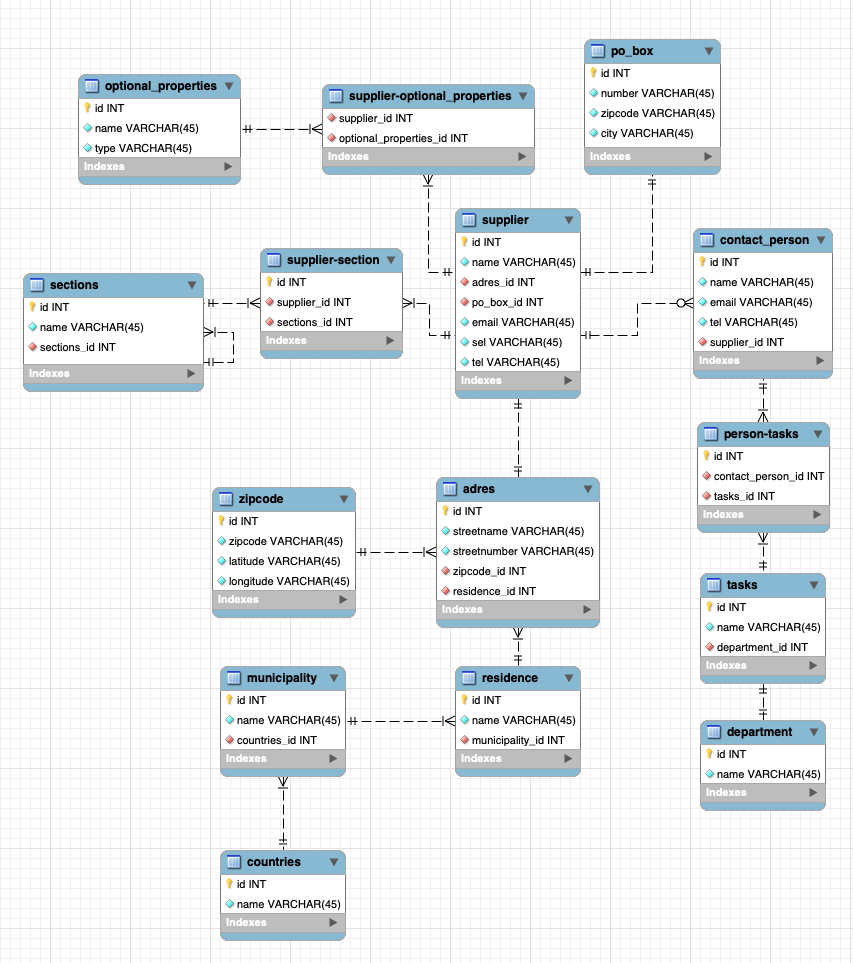 po_box
id INT
number VARCHAR(45)
zipcode VARCHAR(45)
city VARCHAR(45)
Indexes
optional_properties
id INT
name VARCHAR(45)
type VARCHAR(45)
Indexes
supplier-optional_properties
supplier_id INT
optional_properties_id INT
Indexes
supplier
id INT
name VARCHAR(45)
adres_id INT
po_box_id INT
email VARCHAR(45)
sel VARCHAR(45)
tel VARCHAR(45)
Indexes
contact_person
id INT
name VARCHAR(45)
email VARCHAR(45)
tel VARCHAR(45)
supplier_id INT
Indexes
supplier-section
id INT
supplier_id INT
sections_id INT
Indexes
sections
id INT
name VARCHAR(45)
sections_id INT
Indexes
person-tasks
id INT
contact_person_id INT
tasks_id INT
Indexes
zipcode
id INT
zipcode VARCHAR(45)
latitude VARCHAR(45)
longitude VARCHAR(45)
Indexes
adres
id INT
streetname VARCHAR(45)
streetnumber VARCHAR(45)
zipcode_id INT
residence_id INT
Indexes
tasks
id INT
name VARCHAR(45)
department_id INT
Indexes
municipality
id INT
name VARCHAR(45)
countries_id INT
Indexes
residence
id INT
name VARCHAR(45)
municipality_id INT
Indexes
department
id INT
name VARCHAR(45)
Indexes
countries
id INT
name VARCHAR(45)
Indexes